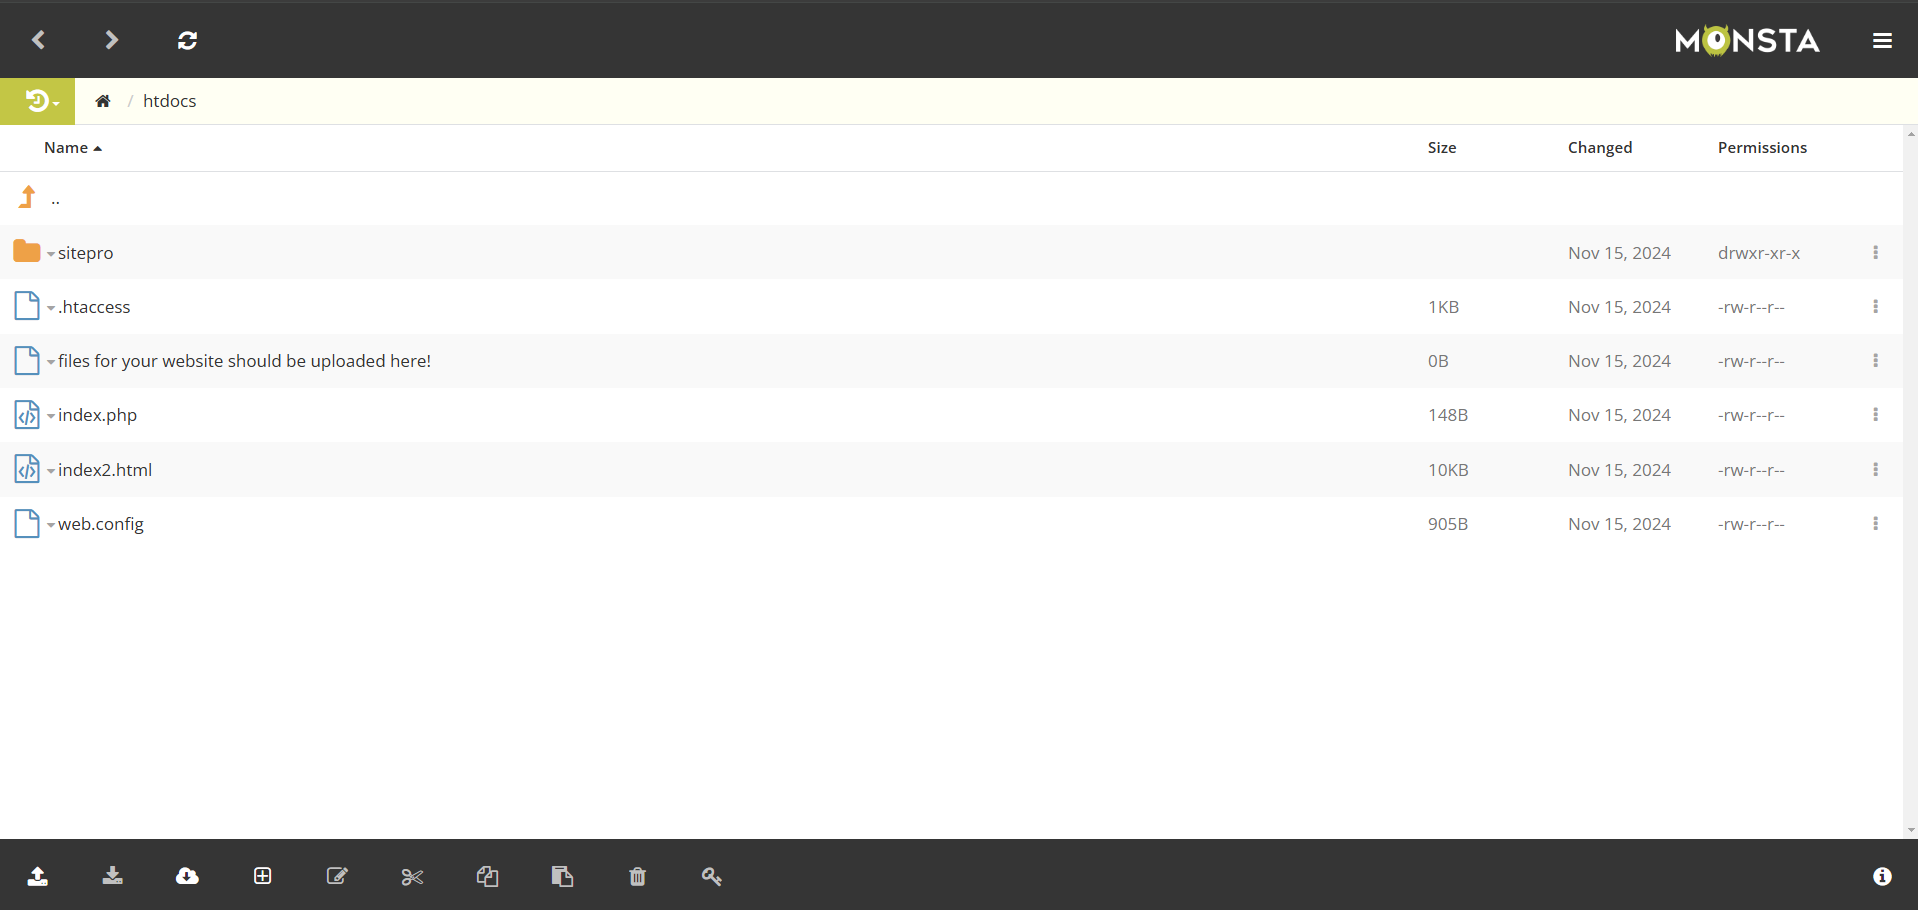 MONSTA
/ htdocs
Name Size Changed Permissions
..
sitepro Nov 15, 2024 drwxr-xr-x
.htaccess 1KB Nov 15, 2024 -rw-r--r--
files for your website should be uploaded here! 0B Nov 15, 2024 -rw-r--r--
index.php 148B Nov 15, 2024 -rw-r--r--
index2.html 10KB Nov 15, 2024 -rw-r--r--
web.config 905B Nov 15, 2024 -rw-r--r--